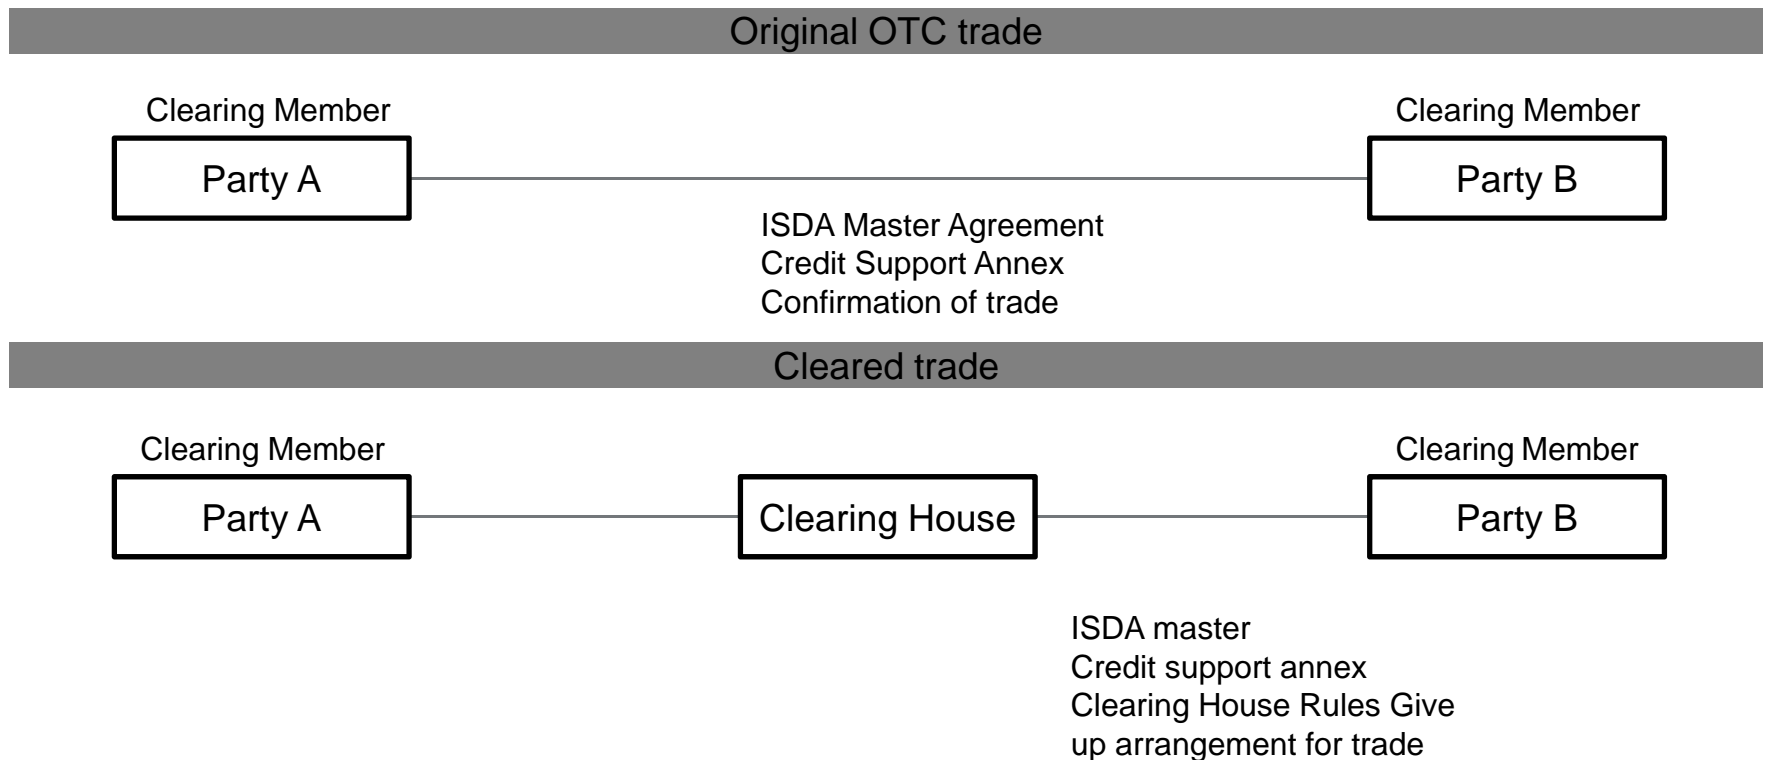 Original OTC trade
Clearing Member
Clearing Member
Party A
Party B
ISDA Master Agreement
Credit Support Annex
Confirmation of trade
Cleared trade
Clearing Member
Clearing Member
Party A
Clearing House
Party B
ISDA master
Credit support annex
Clearing House Rules Give
up arrangement for trade